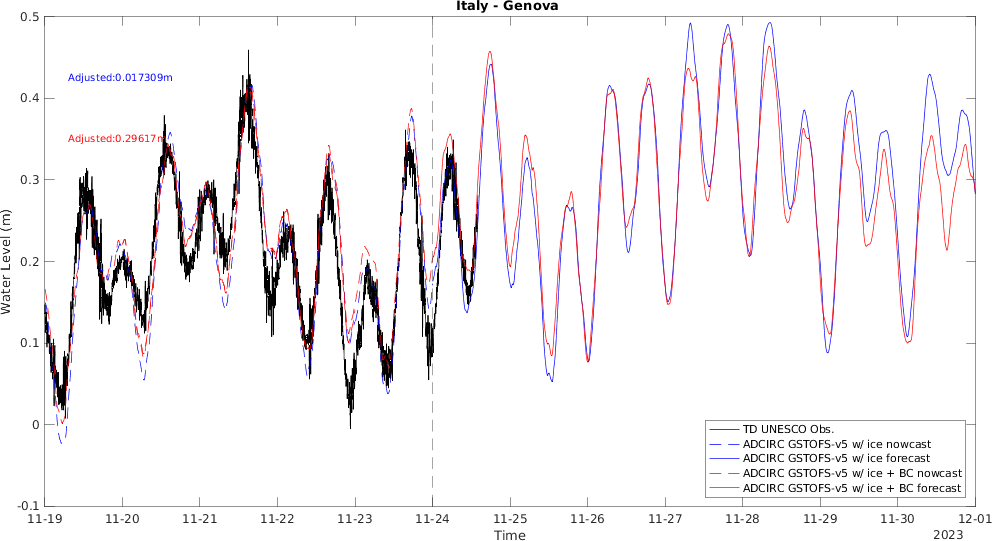 Italy - Genova
0.5
0.4
0.3
0.2
0.1
0
-0.1
Water Level (m)
Adjusted:0.017309m
Adjusted:0.29617m
TD UNESCO Obs.
ADCIRC GSTOFS-v5 w/ ice nowcast
ADCIRC GSTOFS-v5 w/ ice forecast
ADCIRC GSTOFS-v5 w/ ice + BC nowcast
ADCIRC GSTOFS-v5 w/ ice + BC forecast
11-19 11-20 11-21 11-22 11-23 11-24 11-25 11-26 11-27 11-28 11-29 11-30 12-01
Time
2023